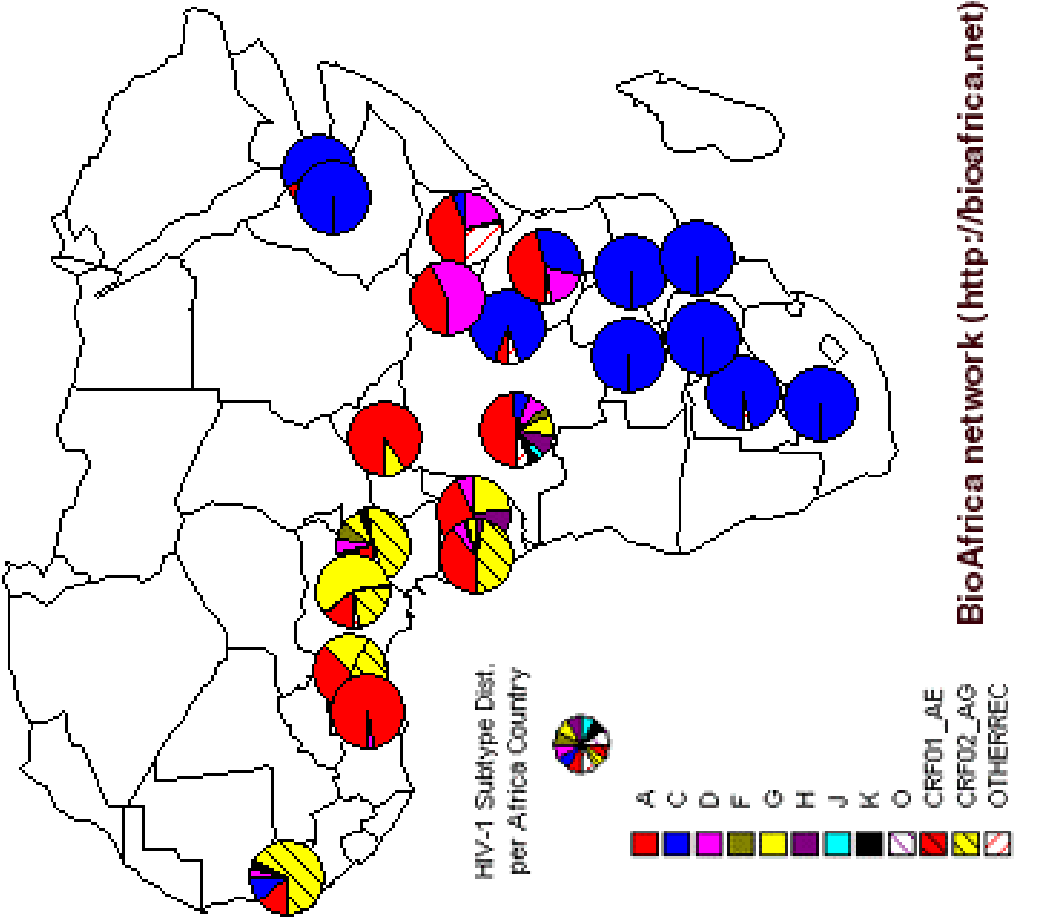 HIV-1 Subtype Dist.
per Africa Country
A
C
D
F
G
H
J
K
O
CRF01_AE
CRF02_AG
OTHERREC
BioAfrica network (http://bioafrica.net)